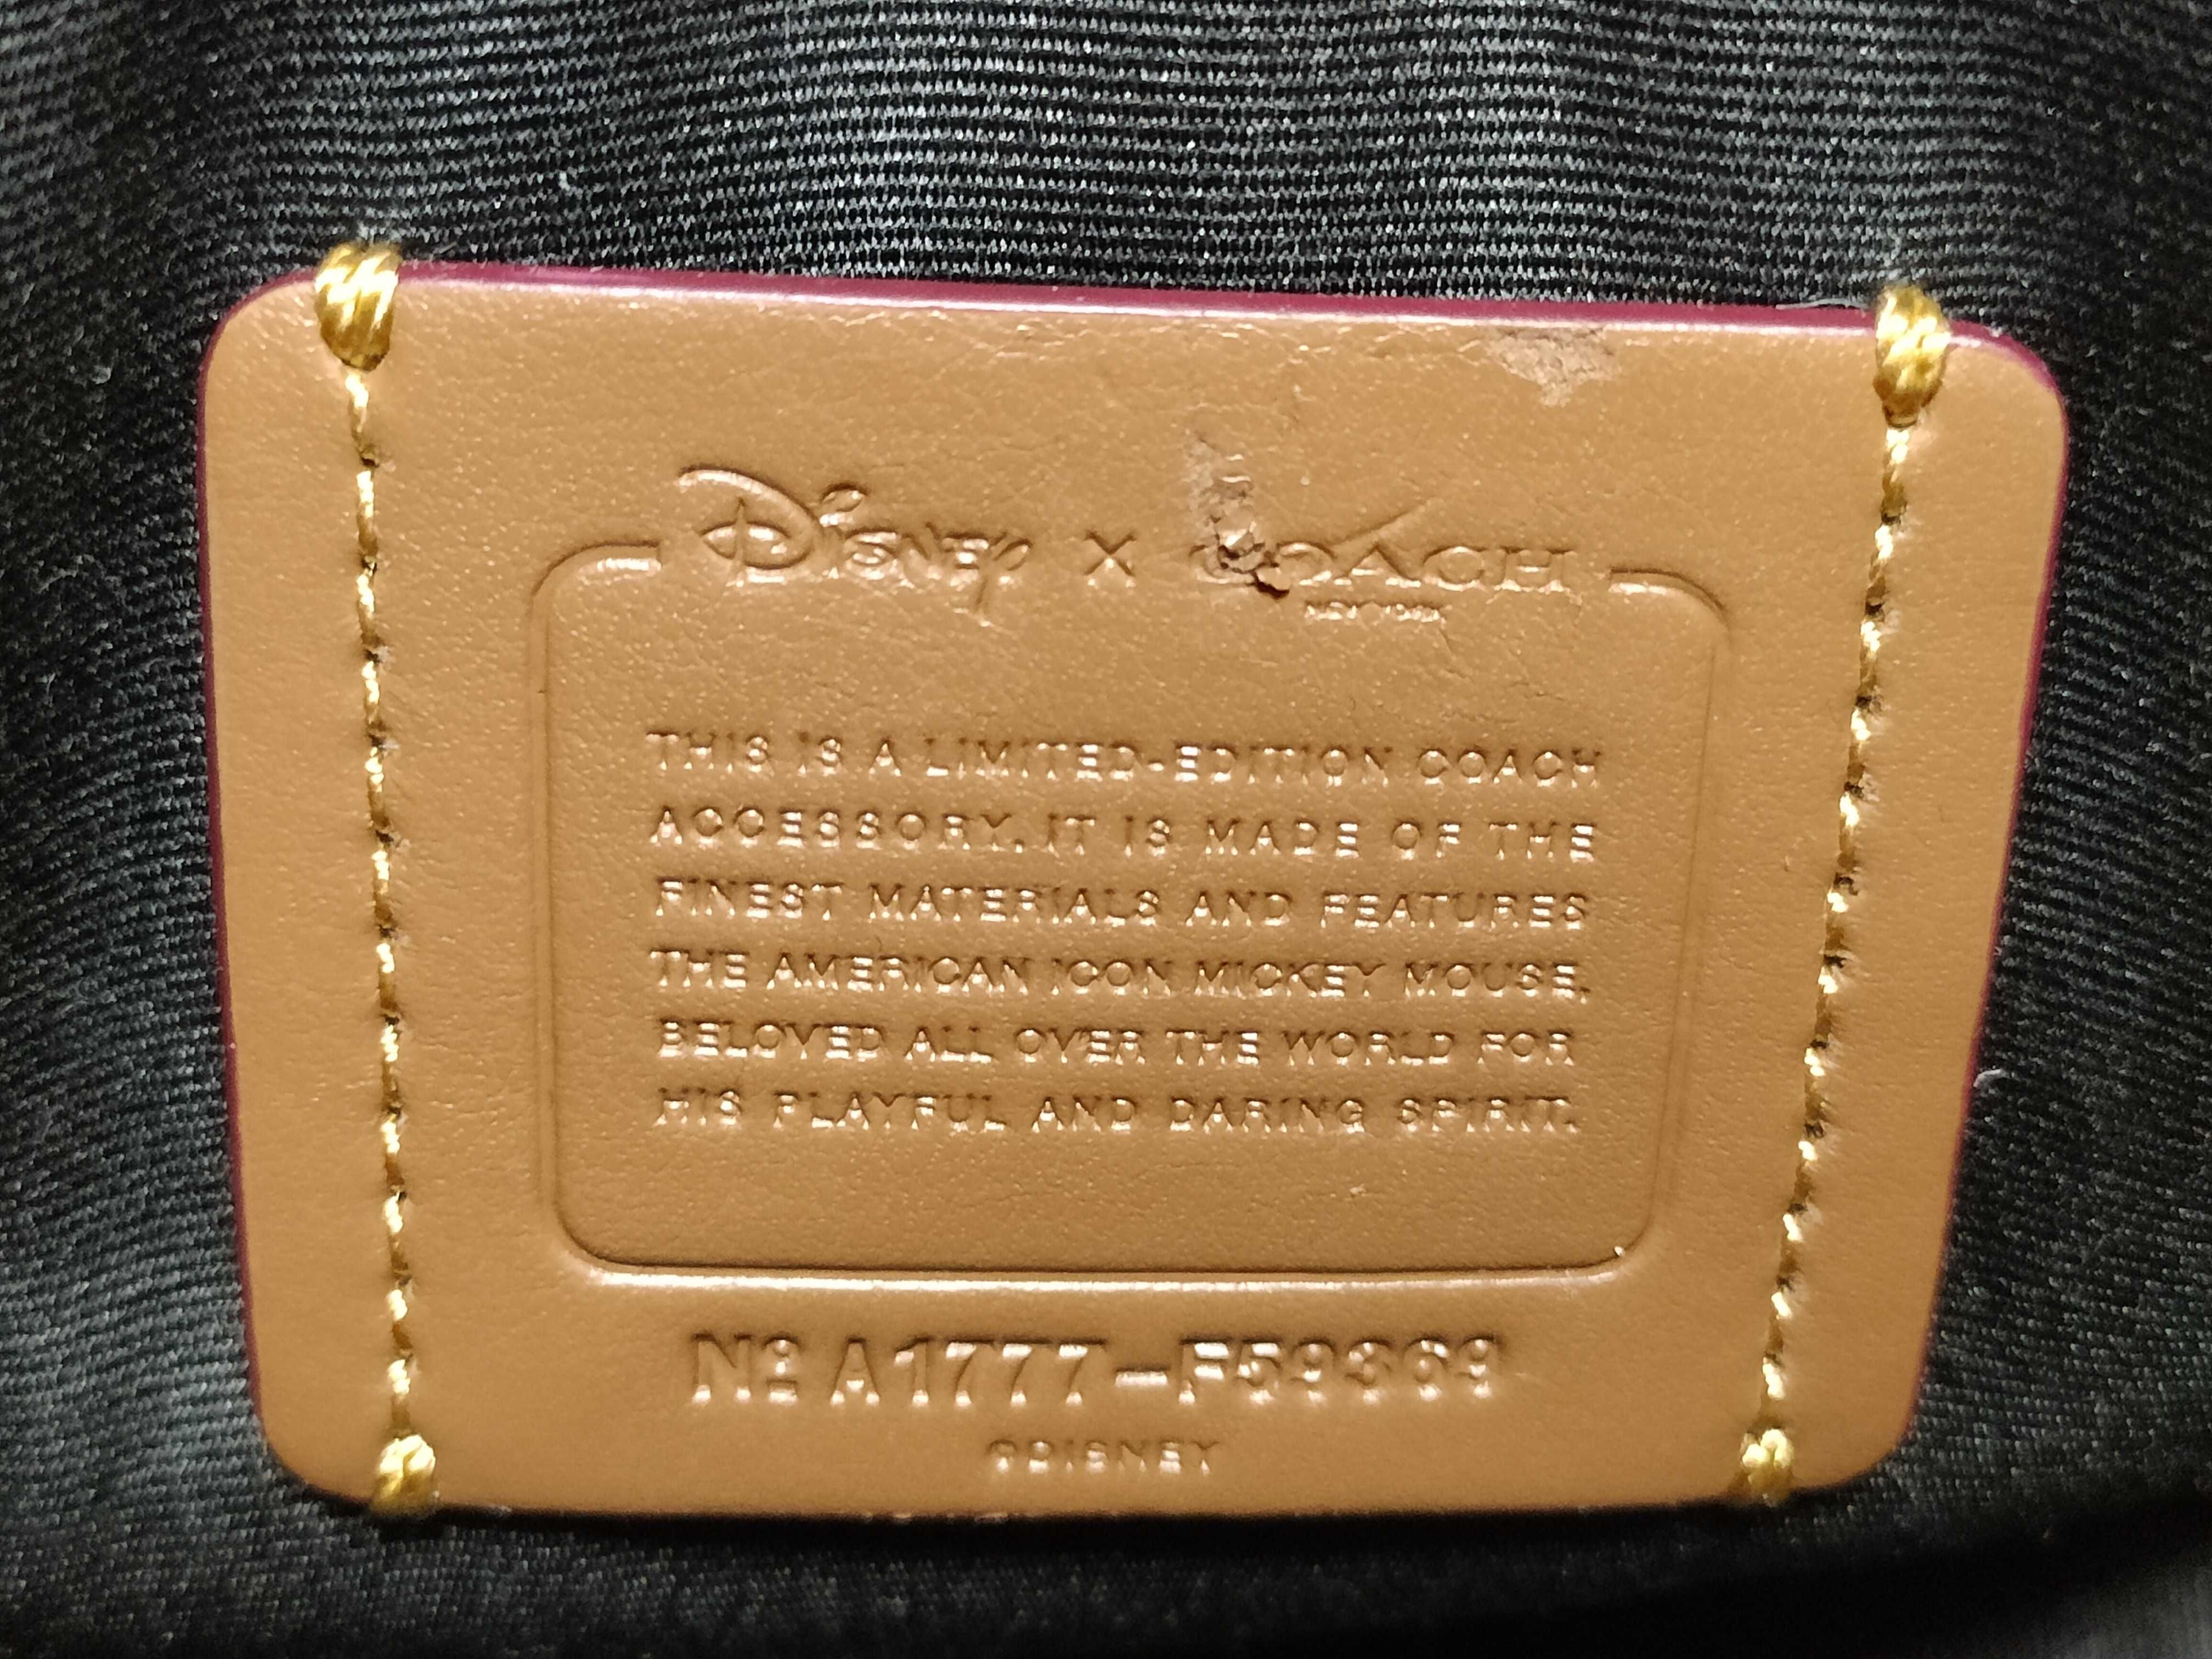 Disney X COACH
NEW YORK
THIS IS A LIMITED-EDITION COACH
ACCESSORY. IT IS MADE OF THE
FINEST MATERIALS AND FEATURES
THE AMERICAN ICON MICKEY MOUSE,
BELOVED ALL OVER THE WORLD FOR
HIS PLAYFUL AND DARING SPIRIT.
Nº A1777-F59369
©DISNEY